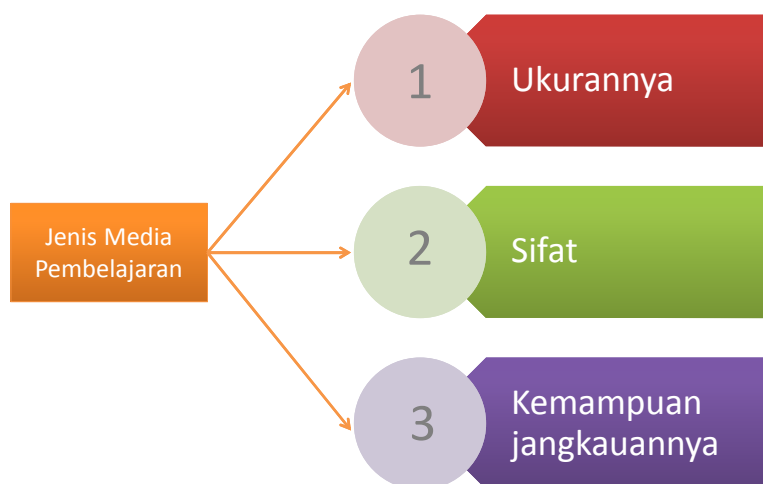 Jenis Media
Pembelajaran
1
Ukurannya
2
Sifat
3
Kemampuan
jangkauannya